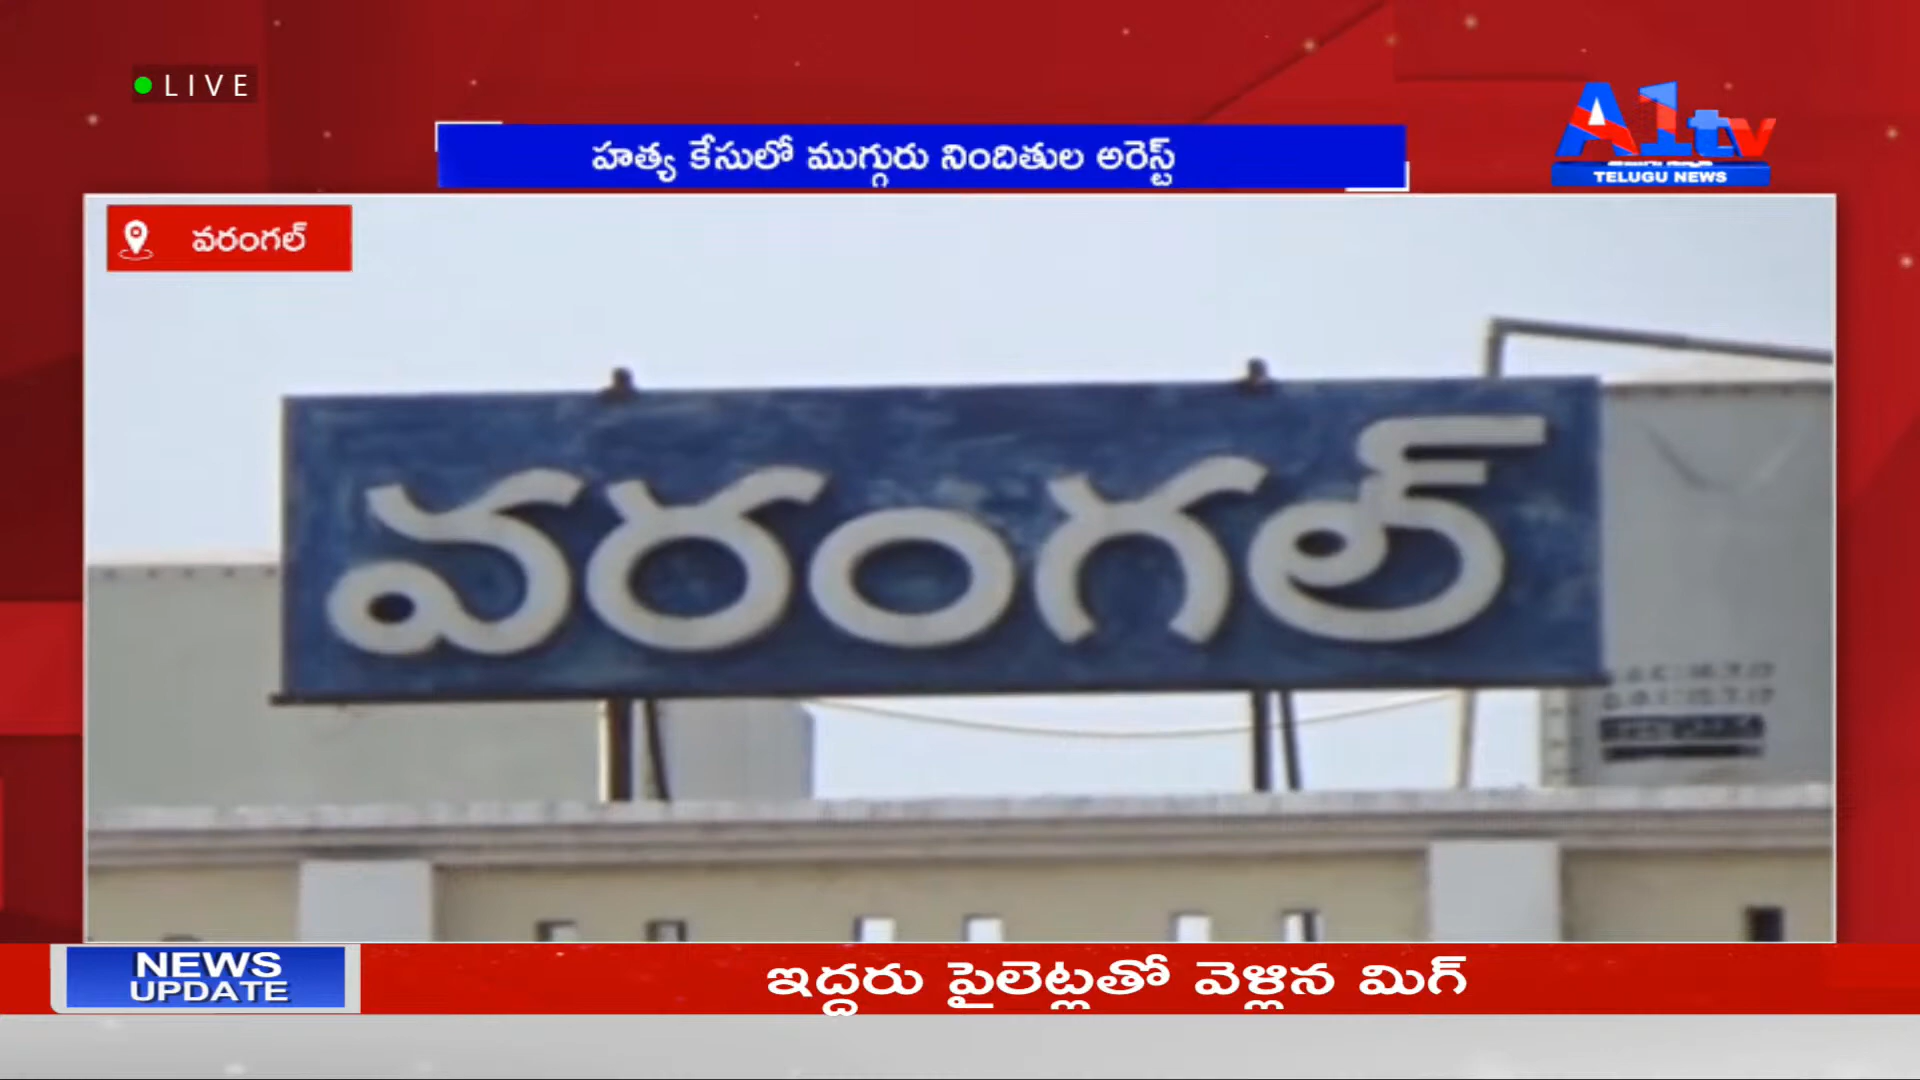 LIVE
హత్య కేసులో ముగ్గురు నిందితుల అరెస్ట్
A1tv
TELUGU NEWS
వరంగల్
వరంగల్
NEWS
UPDATE
ఇద్దరు పైలెట్లతో వెళ్లిన మిగ్